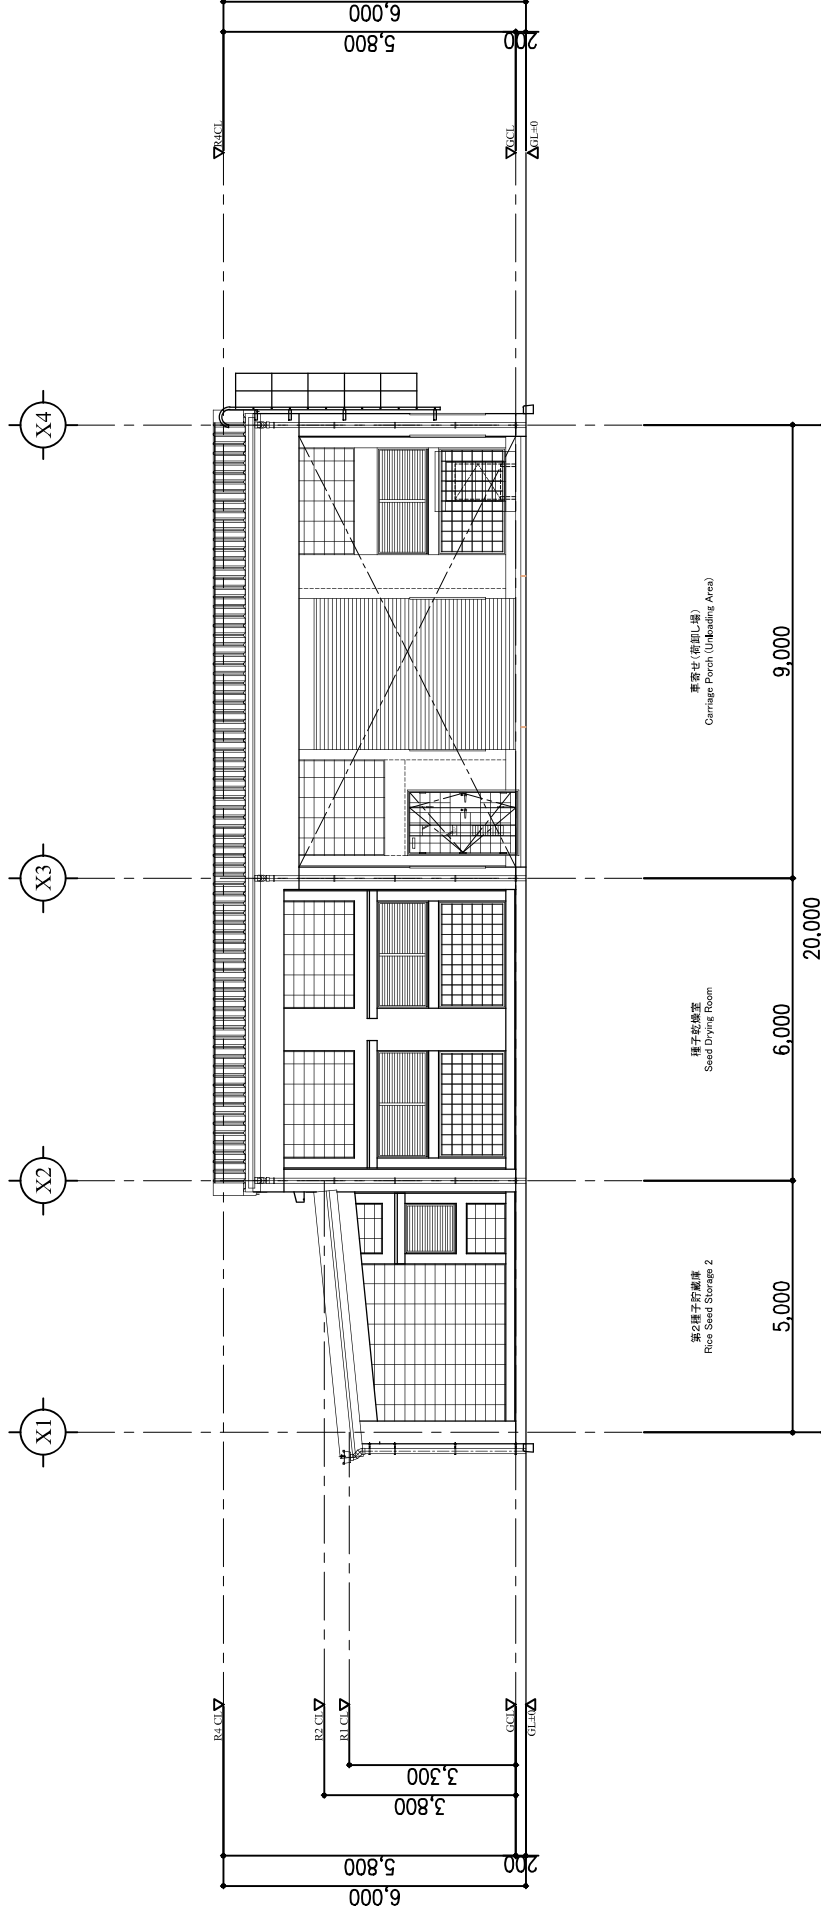 X1
X2
X3
X4
R4 CL
R2 CL
R1 CL
GCL
GL±0
R4CL
GCL
GL±0
6,000
5,800
3,800
3,300
200
6,000
5,800
200
第2種子貯蔵庫
Rice Seed Storage 2
種子乾燥室
Seed Drying Room
車寄せ(荷卸し場)
Carriage Porch (Unloading Area)
5,000
6,000
9,000
20,000